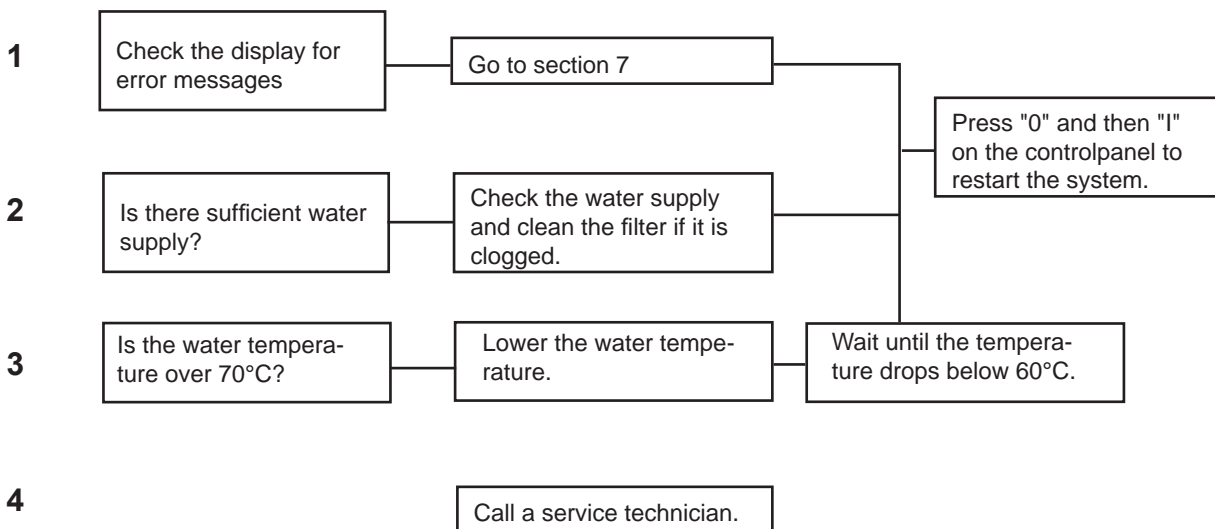 1
Check the display for
error messages
Go to section 7
Press "0" and then "I"
on the controlpanel to
restart the system.
2
Is there sufficient water
supply?
Check the water supply
and clean the filter if it is
clogged.
3
Is the water tempera-
ture over 70°C?
Lower the water tempe-
rature.
Wait until the tempera-
ture drops below 60°C.
4
Call a service technician.